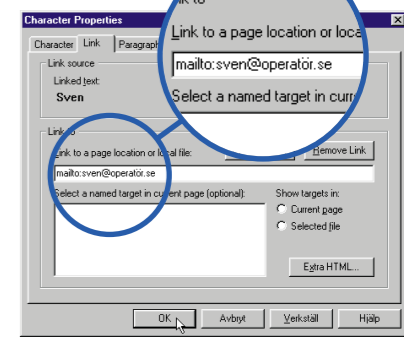 Character Properties
Character Link Paragraph
Link source
Linked text:
Sven
Link to
Link to a page location or local file:
Remove Link
mailto:sven@operatör.se
Select a named target in current page (optional):
Show targets in:
Current page
Selected file
Extra HTML...
OK Avbryt Verkställ Hjälp
Link to a page location or loca
mailto:sven@operatör.se
Select a named target in curr